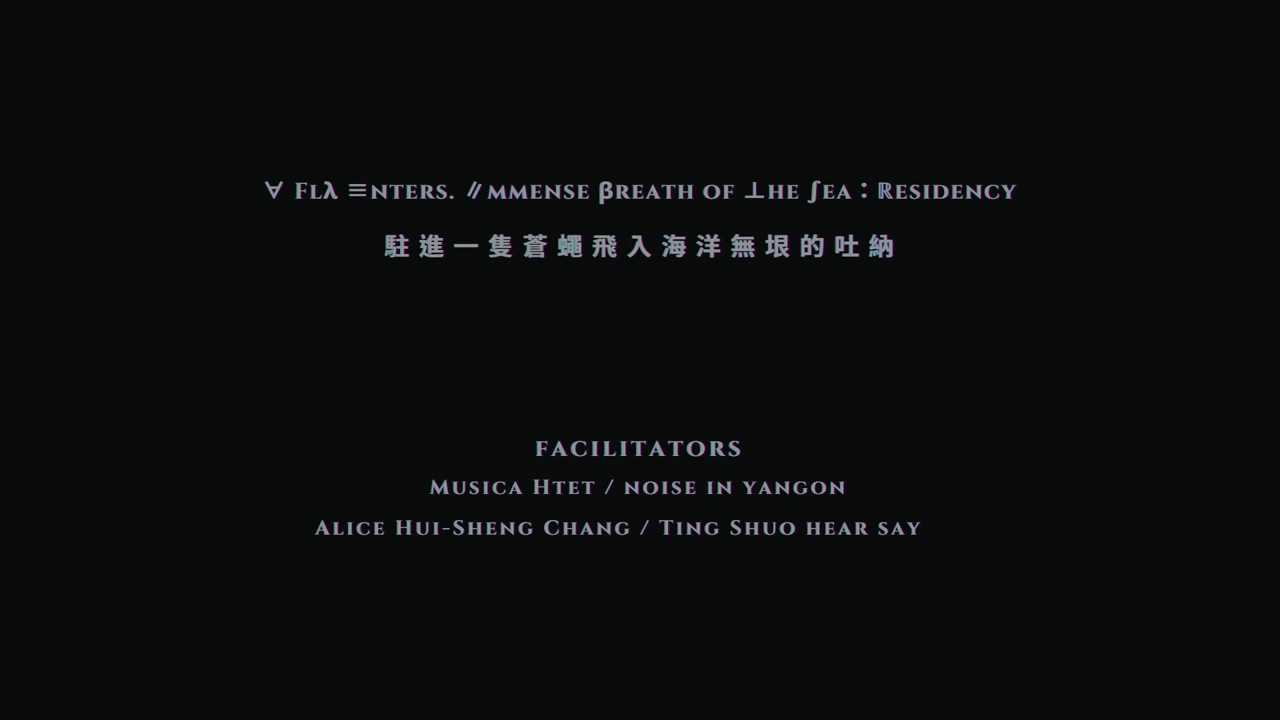 ∀ Flλ ≡nters. ∥mmense βreath of ⊥he ∫ea：ℝesidency
駐進一隻蒼蠅飛入海洋無垠的吐納
FACILITATORS
Musica Htet / noise in yangon
Alice Hui-Sheng Chang / Ting Shuo hear say